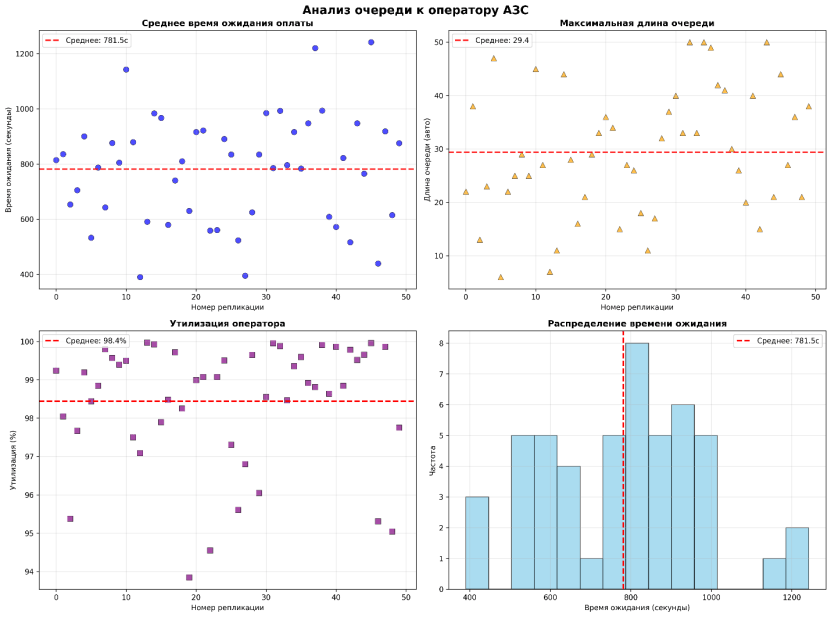 Анализ очереди к оператору АЗС
Среднее время ожидания оплаты
Среднее: 781.5с
1200
1000
800
600
400
Время ожидания (секунды)
0 10 20 30 40 50
Номер репликации
Максимальная длина очереди
Среднее: 29.4
50
40
30
20
10
Длина очереди (авто)
0 10 20 30 40 50
Номер репликации
Утилизация оператора
Среднее: 98.4%
100
99
98
97
96
95
94
Утилизация (%)
0 10 20 30 40 50
Номер репликации
Распределение времени ожидания
Среднее: 781.5с
8
7
6
5
4
3
2
1
0
Частота
400 600 800 1000 1200
Время ожидания (секунды)